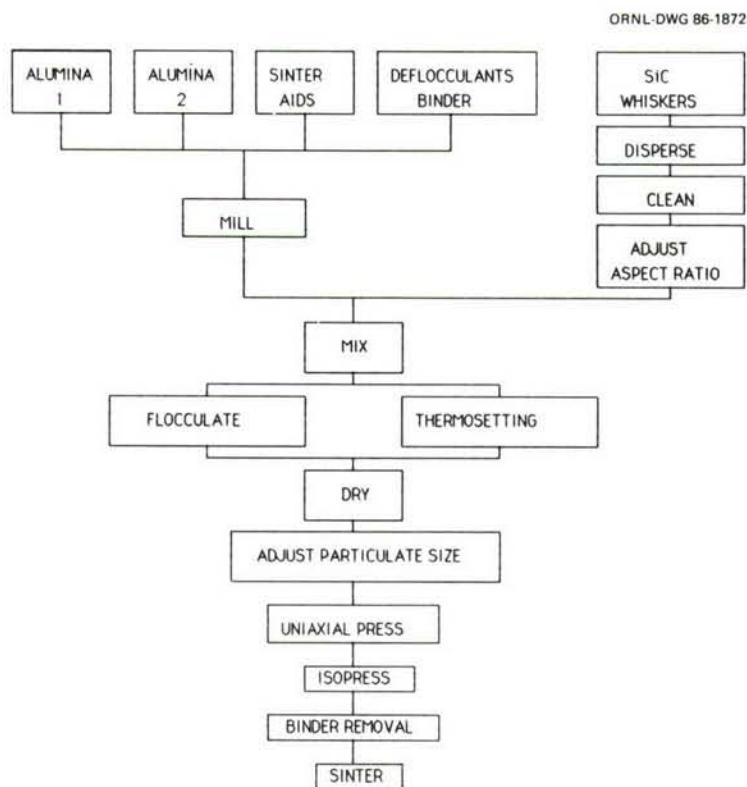 ORNL-DWG 86-1872
ALUMINA
1
ALUMINA
2
SINTER
AIDS
DEFLOCCULANTS
BINDER
SiC
WHISKERS
DISPERSE
CLEAN
ADJUST
ASPECT RATIO
MILL
MIX
FLOCCULATE
THERMOSETTING
DRY
ADJUST PARTICULATE SIZE
UNIAXIAL PRESS
ISOPRESS
BINDER REMOVAL
SINTER